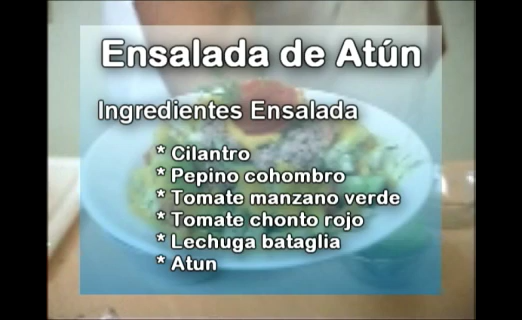 Ensalada de Atún
Ingredientes Ensalada
* Cilantro
* Pepino cohombro
* Tomate manzano verde
* Tomate chonto rojo
* Lechuga bataglia
* Atun